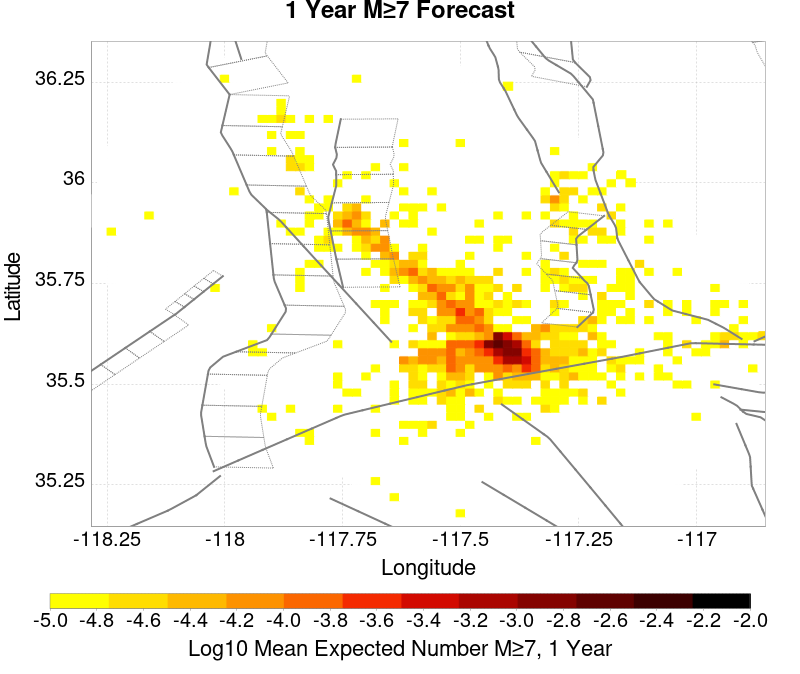 1 Year M≥7 Forecast
36.25
36
35.75
35.5
35.25
Latitude
-118.25 -118 -117.75 -117.5 -117.25 -117
Longitude
-5.0 -4.8 -4.6 -4.4 -4.2 -4.0 -3.8 -3.6 -3.4 -3.2 -3.0 -2.8 -2.6 -2.4 -2.2 -2.0
Log10 Mean Expected Number M≥7, 1 Year